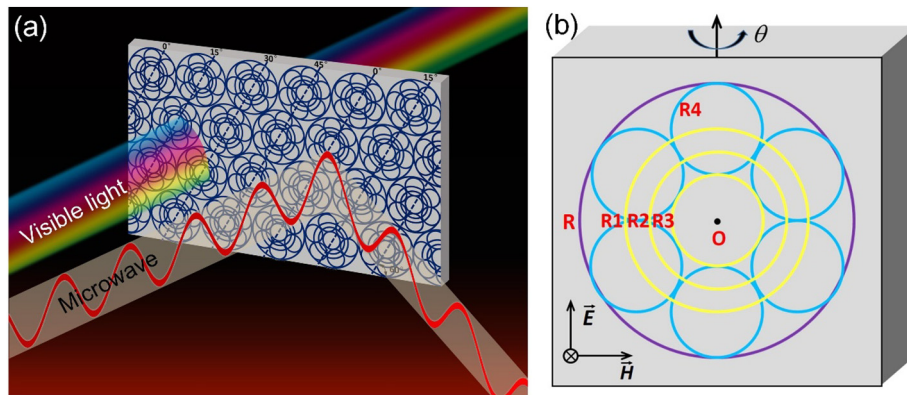 (a)
0° 15° 30° 45° 0° 15°
Visible light
Microwave
(b)
θ
R4
R R1 R2 R3
O
E⃗
H⃗